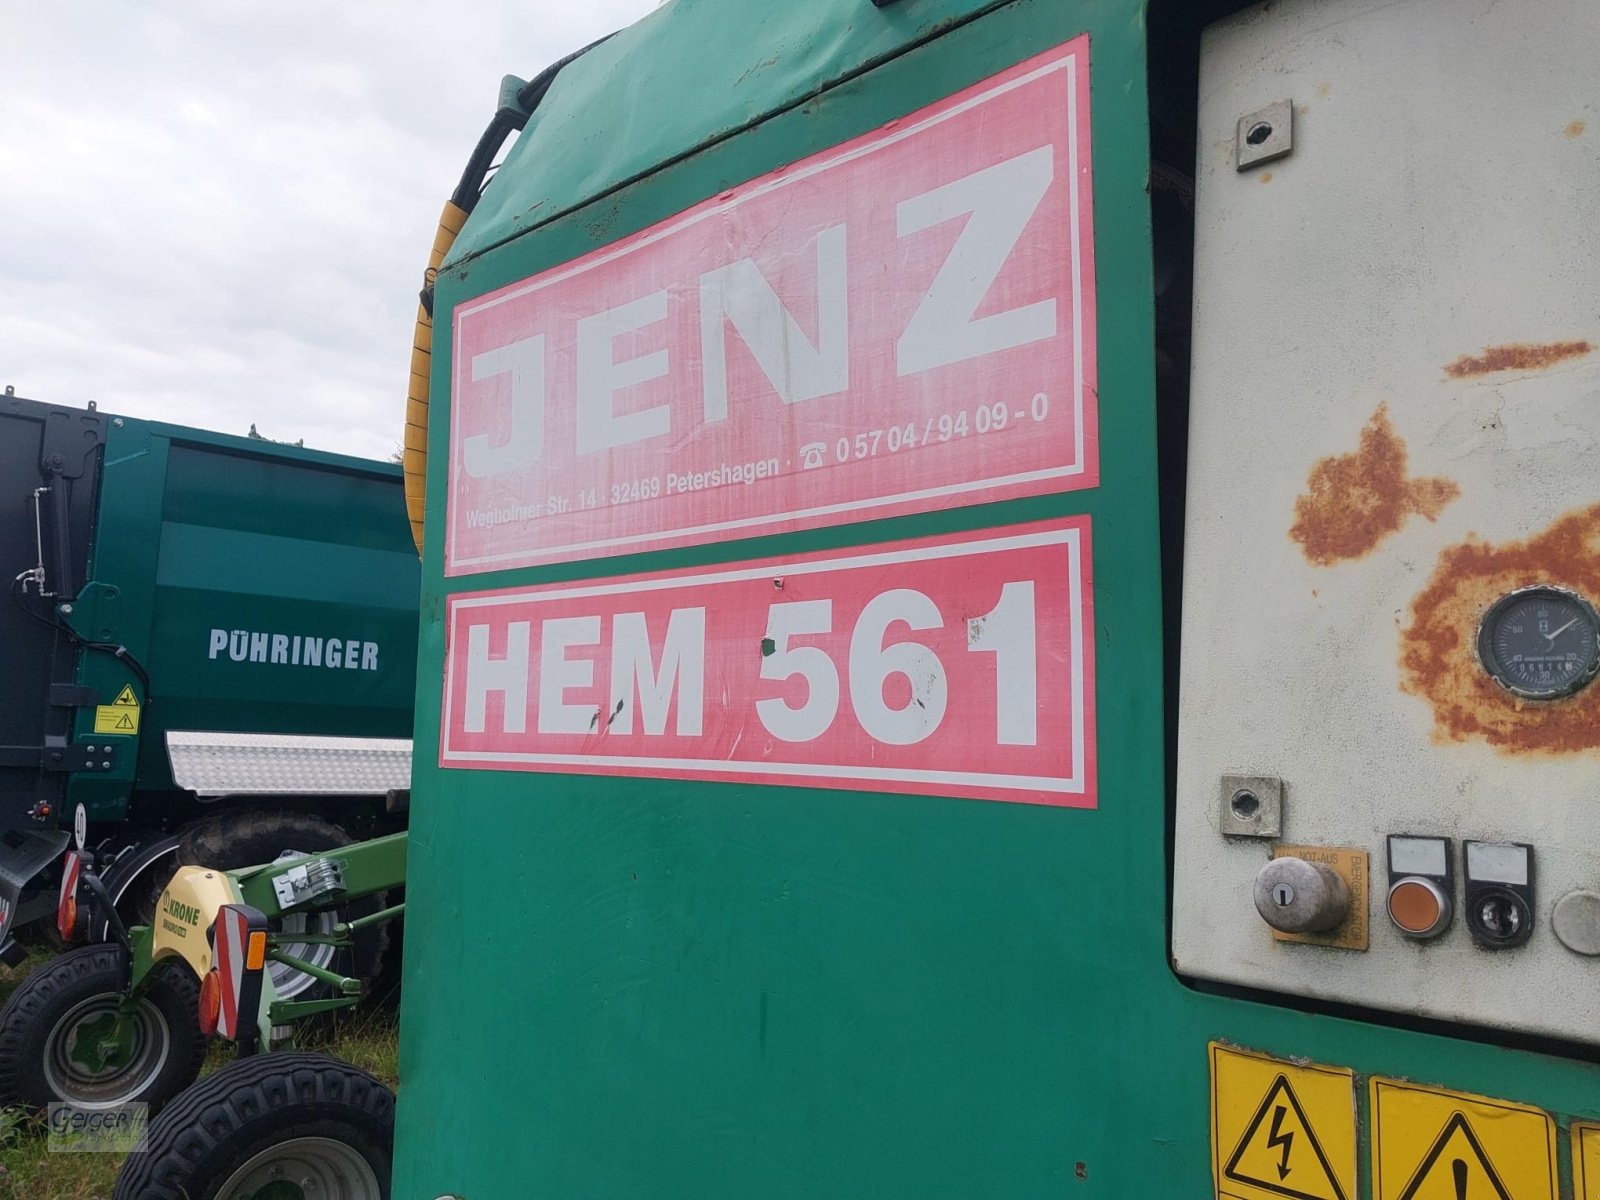 JENZ
Wegholmer Str. 14 · 32469 Petershagen · ☎ 0 57 04 / 94 09 - 0
HEM 561
PÜHRINGER
KRONE
40
NOT-AUS
GEIGER